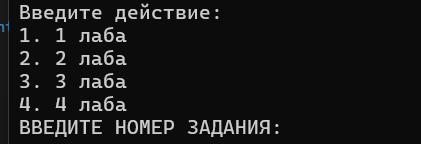 Введите действие:
1. 1 лаба
2. 2 лаба
3. 3 лаба
4. 4 лаба
ВВЕДИТЕ НОМЕР ЗАДАНИЯ: